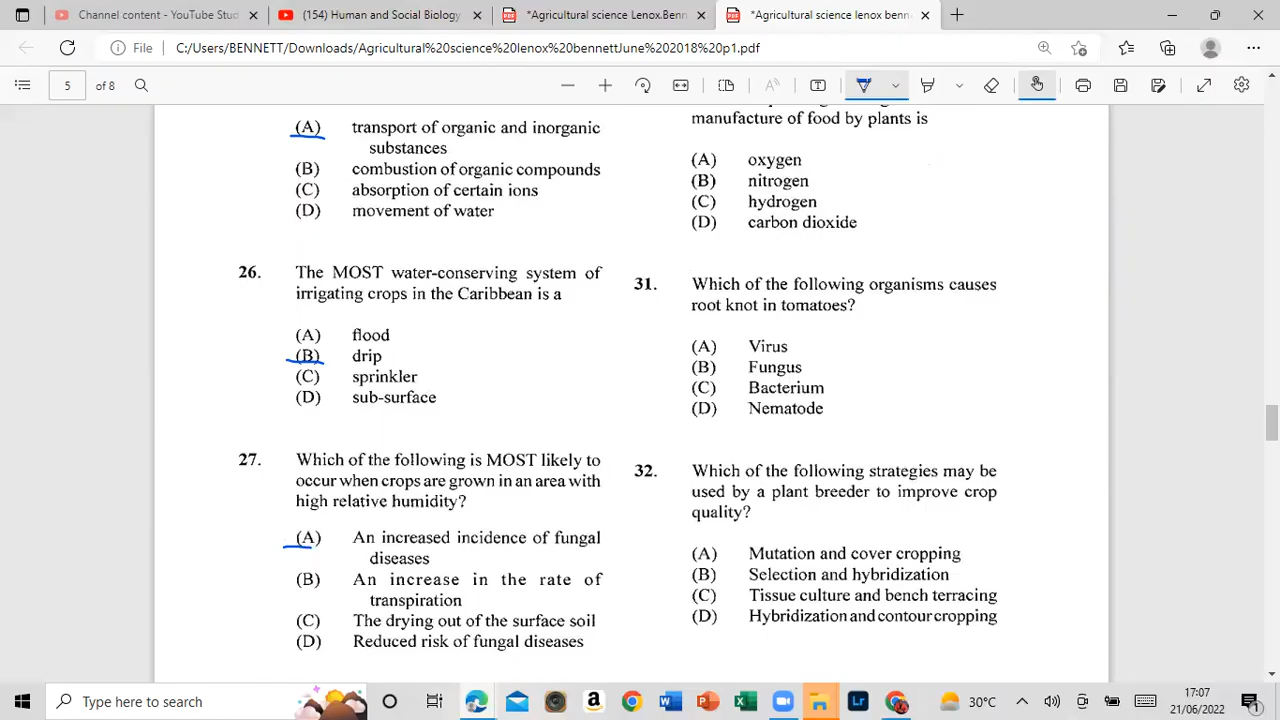 Channel content - YouTube Studio
(150) Human Biology - YouTube
*Agricultural science Lenox.Benn
*Agricultural science lenox benn
File
C:/Users/BENNETT/Downloads/Agricultural%20science%20lenox%20bennettJune%202018%20p1.pdf
5
of 8
(A) transport of organic and inorganic
substances
(B) combustion of organic compounds
(C) absorption of certain ions
(D) movement of water
26. The MOST water-conserving system of
irrigating crops in the Caribbean is a
(A) flood
(B) drip
(C) sprinkler
(D) sub-surface
27. Which of the following is MOST likely to
occur when crops are grown in an area with
high relative humidity?
(A) An increased incidence of fungal
diseases
(B) An increase in the rate of
transpiration
(C) The drying out of the surface soil
(D) Reduced risk of fungal diseases
manufacture of food by plants is
(A) oxygen
(B) nitrogen
(C) hydrogen
(D) carbon dioxide
31. Which of the following organisms causes
root knot in tomatoes?
(A) Virus
(B) Fungus
(C) Bacterium
(D) Nematode
32. Which of the following strategies may be
used by a plant breeder to improve crop
quality?
(A) Mutation and cover cropping
(B) Selection and hybridization
(C) Tissue culture and bench terracing
(D) Hybridization and contour cropping
Type here to search
30°C
17:07
21/06/2022